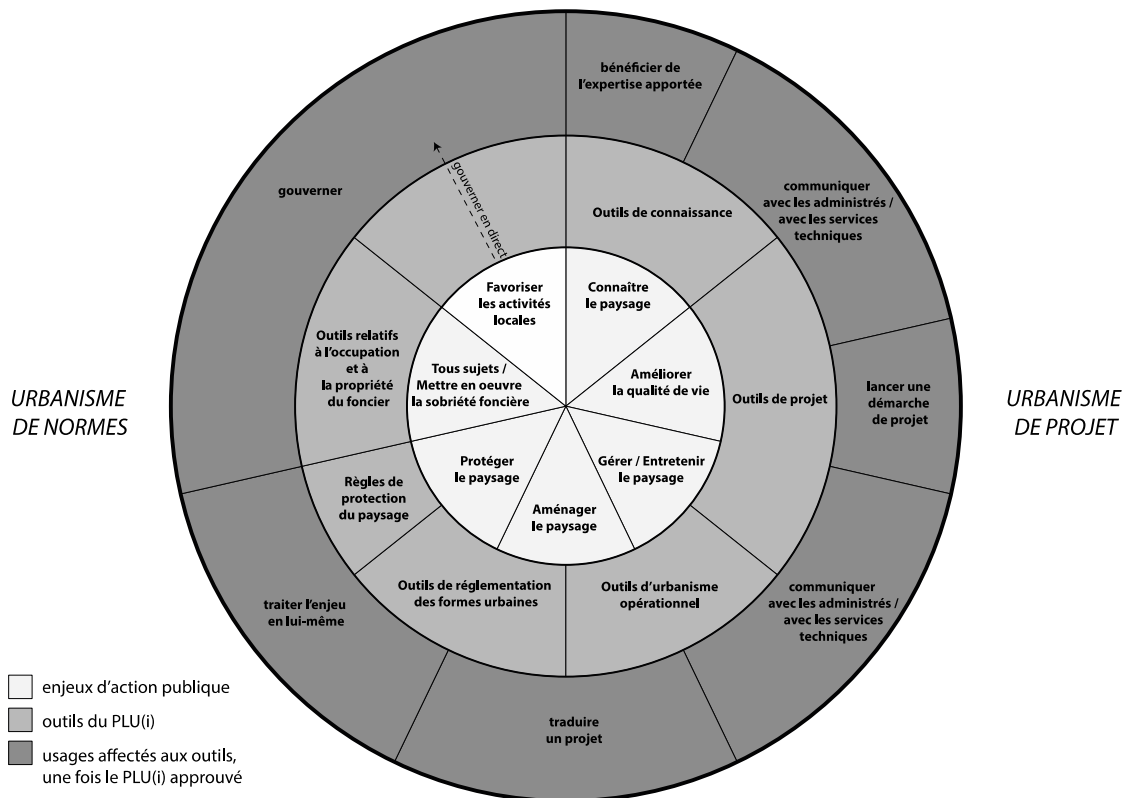 bénéficier de
l'expertise apportée
communiquer
avec les administrés /
avec les services
techniques
gouverner
gouverner en direct
Outils de connaissance
Favoriser
les activités
locales
Connaître
le paysage
Outils relatifs
à l'occupation
et à
la propriété
du foncier
Tous sujets /
Mettre en oeuvre
la sobriété foncière
Améliorer
la qualité de vie
Outils de projet
lancer une
démarche
de projet
URBANISME
DE NORMES
URBANISME
DE PROJET
Protéger
le paysage
Gérer / Entretenir
le paysage
Aménager
le paysage
Règles de
protection
du paysage
Outils de réglementation
des formes urbaines
Outils d'urbanisme
opérationnel
communiquer
avec les administrés /
avec les services
techniques
traiter l'enjeu
en lui-même
traduire
un projet
enjeux d'action publique
outils du PLU(i)
usages affectés aux outils,
une fois le PLU(i) approuvé